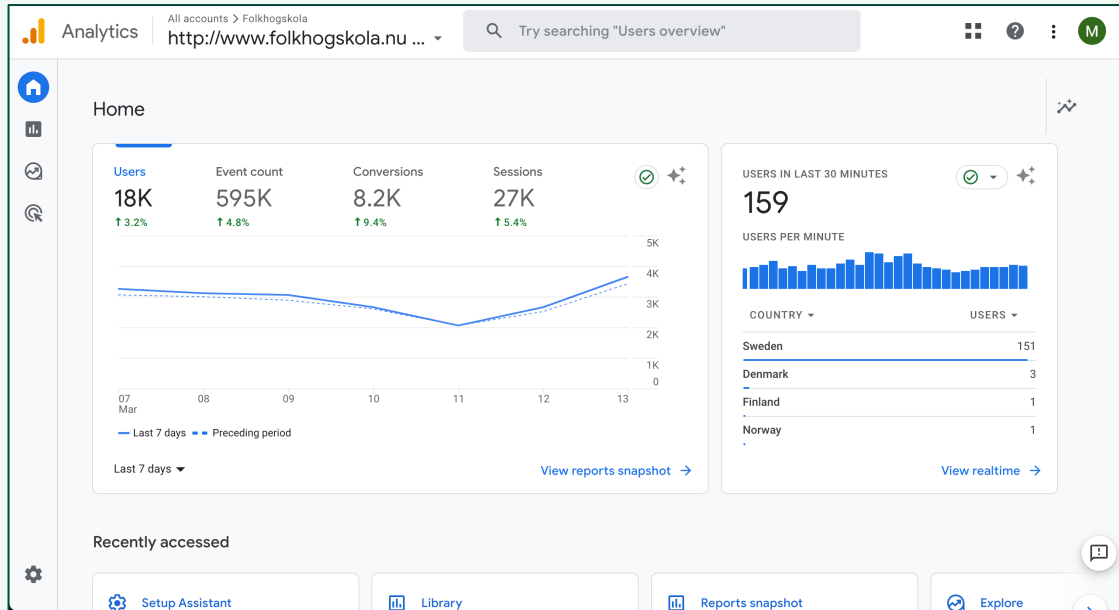 Analytics
All accounts > Folkhogskola
http://www.folkhogskola.nu ...
Try searching "Users overview"
M
Home
Users
18K
3.2%
Event count
595K
4.8%
Conversions
8.2K
9.4%
Sessions
27K
5.4%
5K
4K
3K
2K
1K
0
07
Mar
08
09
10
11
12
13
Last 7 days
Preceding period
Last 7 days
View reports snapshot
USERS IN LAST 30 MINUTES
159
USERS PER MINUTE
COUNTRY USERS
Sweden 151
Denmark 3
Finland 1
Norway 1
View realtime
Recently accessed
Setup Assistant
Library
Reports snapshot
Explore